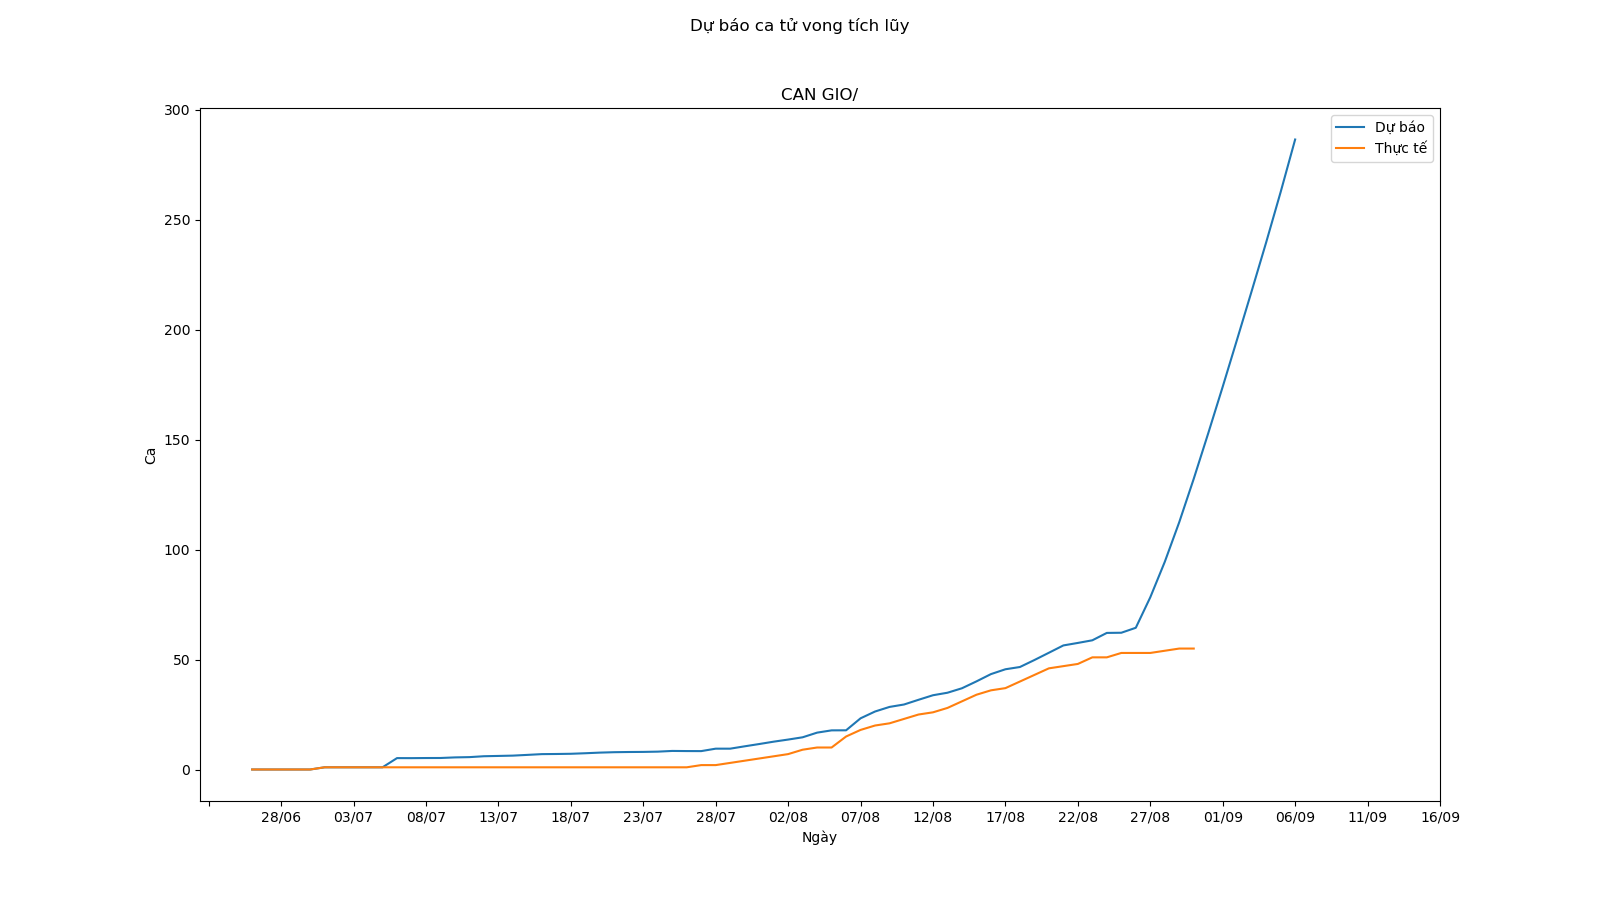 Dự báo ca tử vong tích lũy
CAN GIO/
300
250
200
150
100
50
0
Ca
Dự báo
Thực tế
28/06 03/07 08/07 13/07 18/07 23/07 28/07 02/08 07/08 12/08 17/08 22/08 27/08 01/09 06/09 11/09 16/09
Ngày